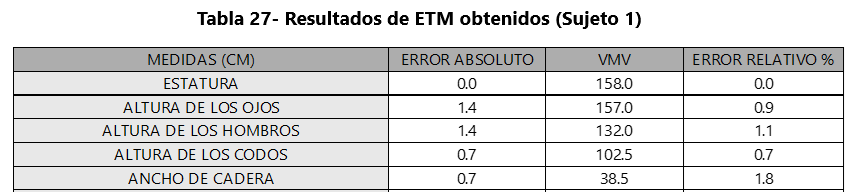 Tabla 27- Resultados de ETM obtenidos (Sujeto 1)
MEDIDAS (CM) ERROR ABSOLUTO VMV ERROR RELATIVO %
ESTATURA 0.0 158.0 0.0
ALTURA DE LOS OJOS 1.4 157.0 0.9
ALTURA DE LOS HOMBROS 1.4 132.0 1.1
ALTURA DE LOS CODOS 0.7 102.5 0.7
ANCHO DE CADERA 0.7 38.5 1.8